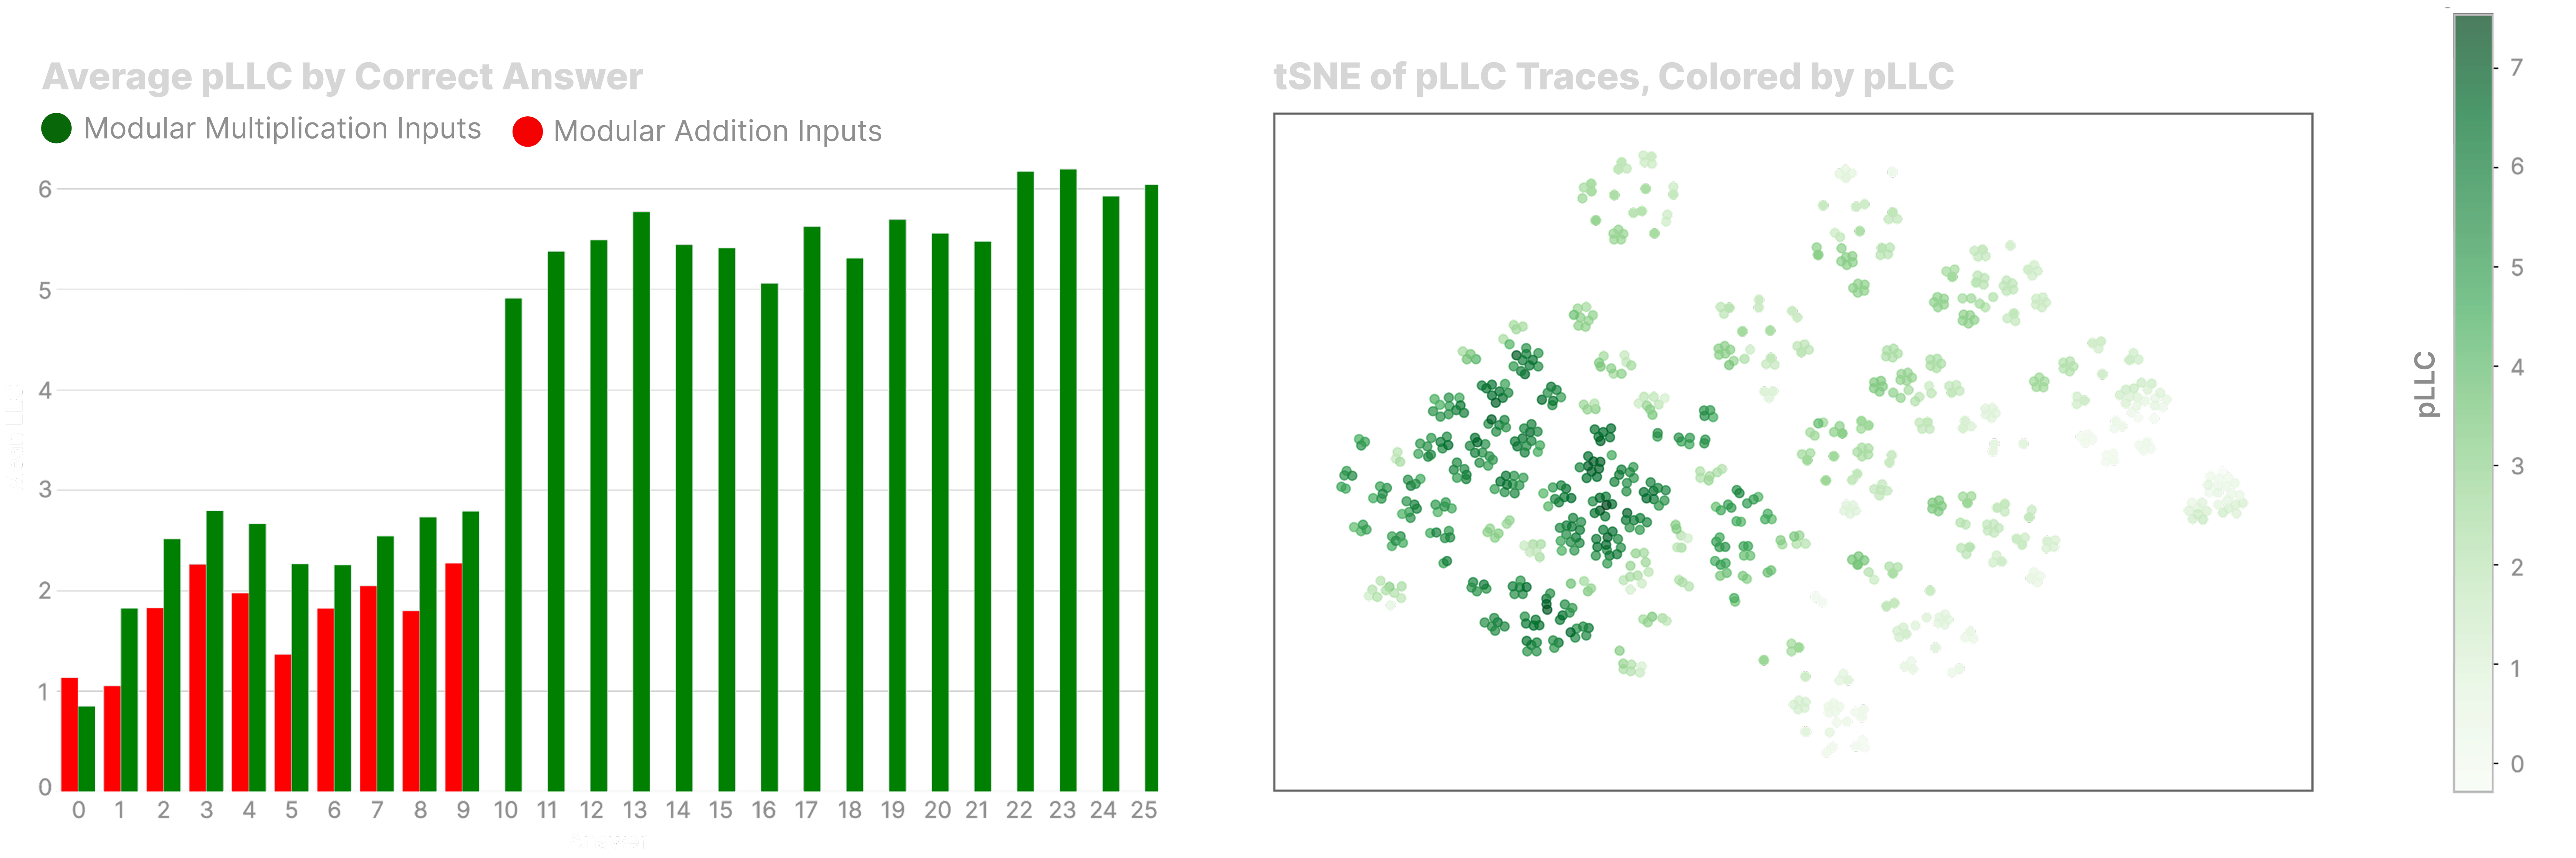 Average pLLC by Correct Answer
Modular Multiplication Inputs
Modular Addition Inputs
6
5
4
3
2
1
0
0 1 2 3 4 5 6 7 8 9 10 11 12 13 14 15 16 17 18 19 20 21 22 23 24 25
tSNE of pLLC Traces, Colored by pLLC
7
6
5
4
3
2
1
0
pLLC